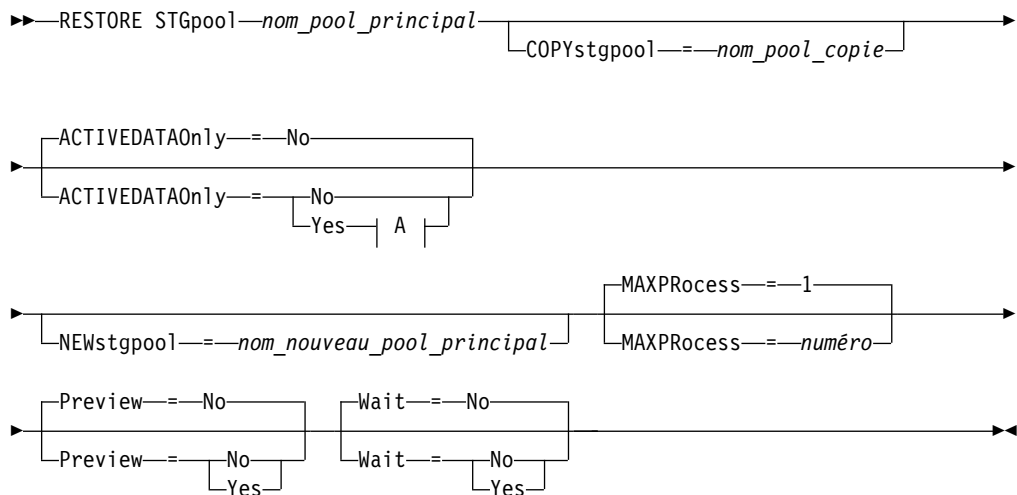 RESTORE STGpool nom_pool_principal
COPYstgpool = nom_pool_copie
ACTIVEDATAOnly = No
ACTIVEDATAOnly = No
Yes A
MAXPRocess = 1
NEWstgpool = nom_nouveau_pool_principal MAXPRocess = numéro
Preview = No Wait = No
Preview = No Wait = No
Yes Yes